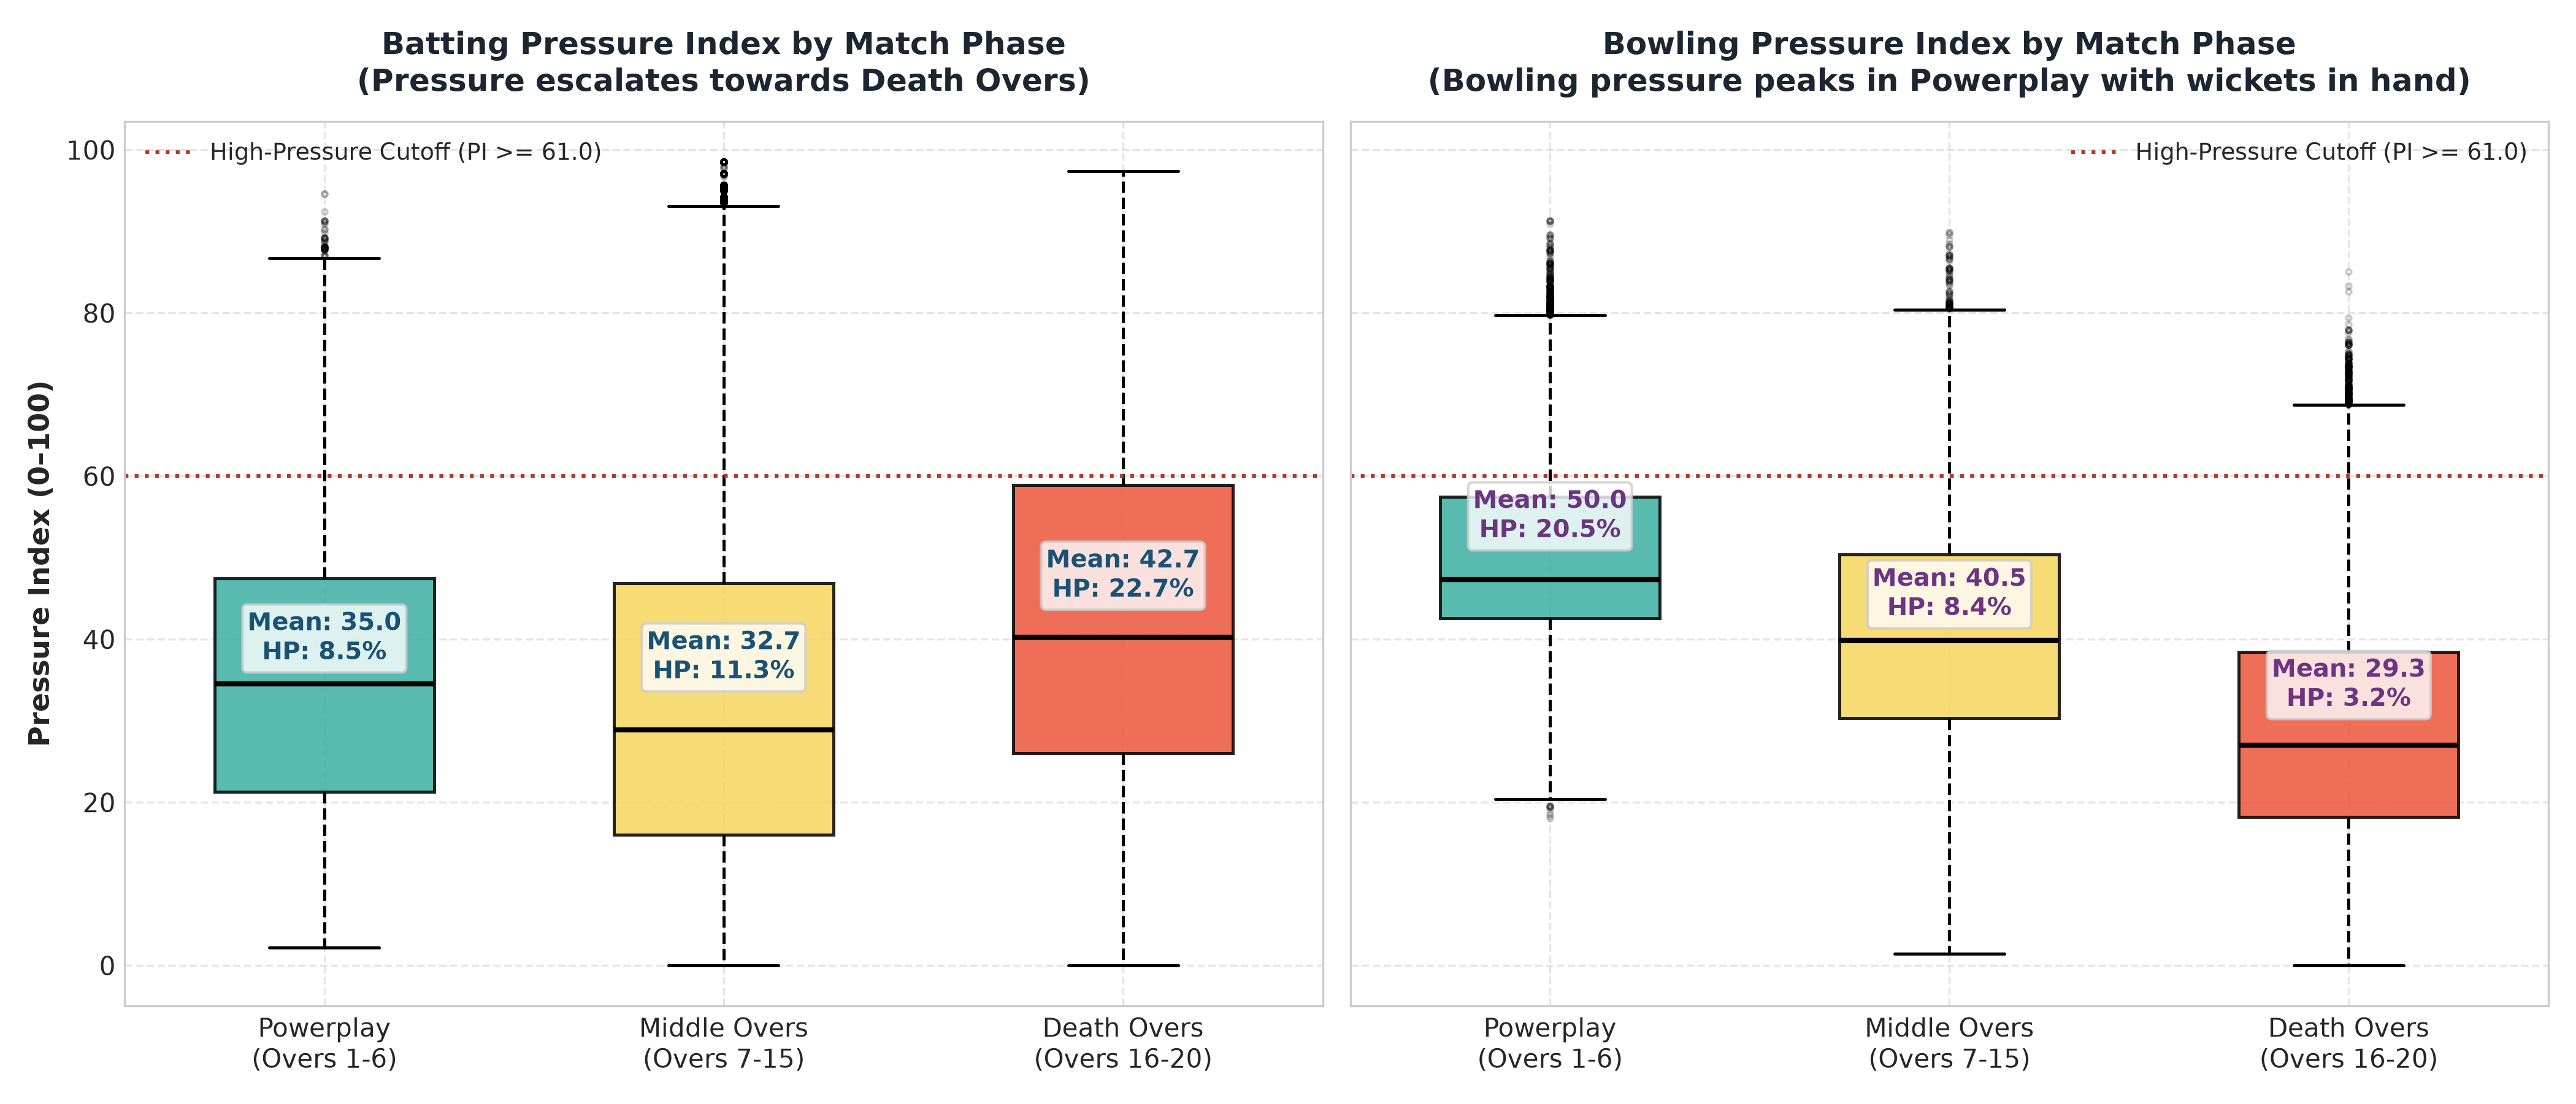 Batting Pressure Index by Match Phase
(Pressure escalates towards Death Overs)
Bowling Pressure Index by Match Phase
(Bowling pressure peaks in Powerplay with wickets in hand)
Pressure Index (0–100)
100
80
60
40
20
0
High-Pressure Cutoff (PI >= 61.0)
Mean: 35.0
HP: 8.5%
Mean: 32.7
HP: 11.3%
Mean: 42.7
HP: 22.7%
Powerplay
(Overs 1-6)
Middle Overs
(Overs 7-15)
Death Overs
(Overs 16-20)
High-Pressure Cutoff (PI >= 61.0)
Mean: 50.0
HP: 20.5%
Mean: 40.5
HP: 8.4%
Mean: 29.3
HP: 3.2%
Powerplay
(Overs 1-6)
Middle Overs
(Overs 7-15)
Death Overs
(Overs 16-20)